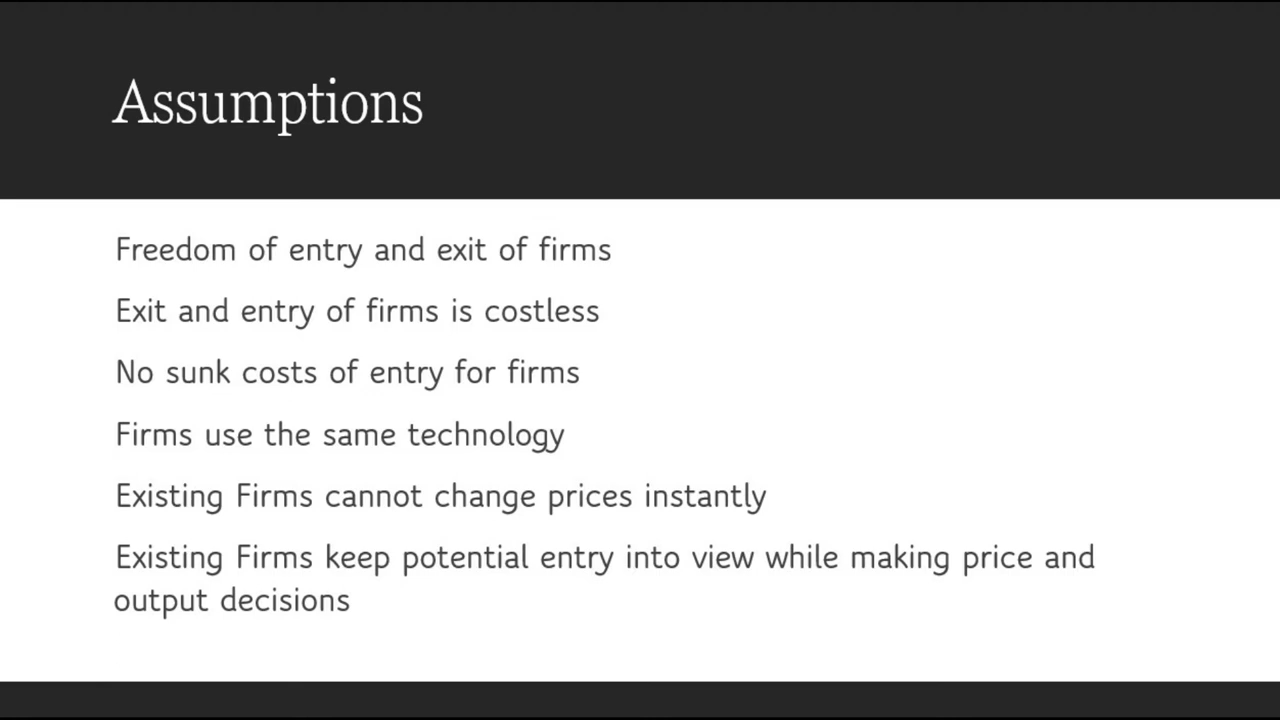 Assumptions
Freedom of entry and exit of firms
Exit and entry of firms is costless
No sunk costs of entry for firms
Firms use the same technology
Existing Firms cannot change prices instantly
Existing Firms keep potential entry into view while making price and
output decisions